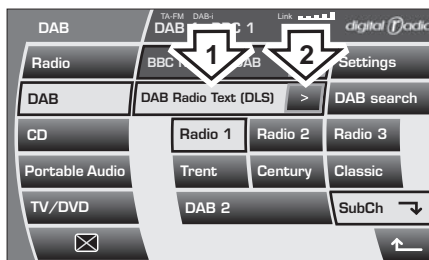 DAB
TA-FM DAB-i
DAB 1
Link
digital radio
Radio
BBC DAB
Settings
1
2
DAB
DAB Radio Text (DLS) >
DAB search
CD
Radio 1
Radio 2
Radio 3
Portable Audio
Trent
Century
Classic
TV/DVD
DAB 2
SubCh